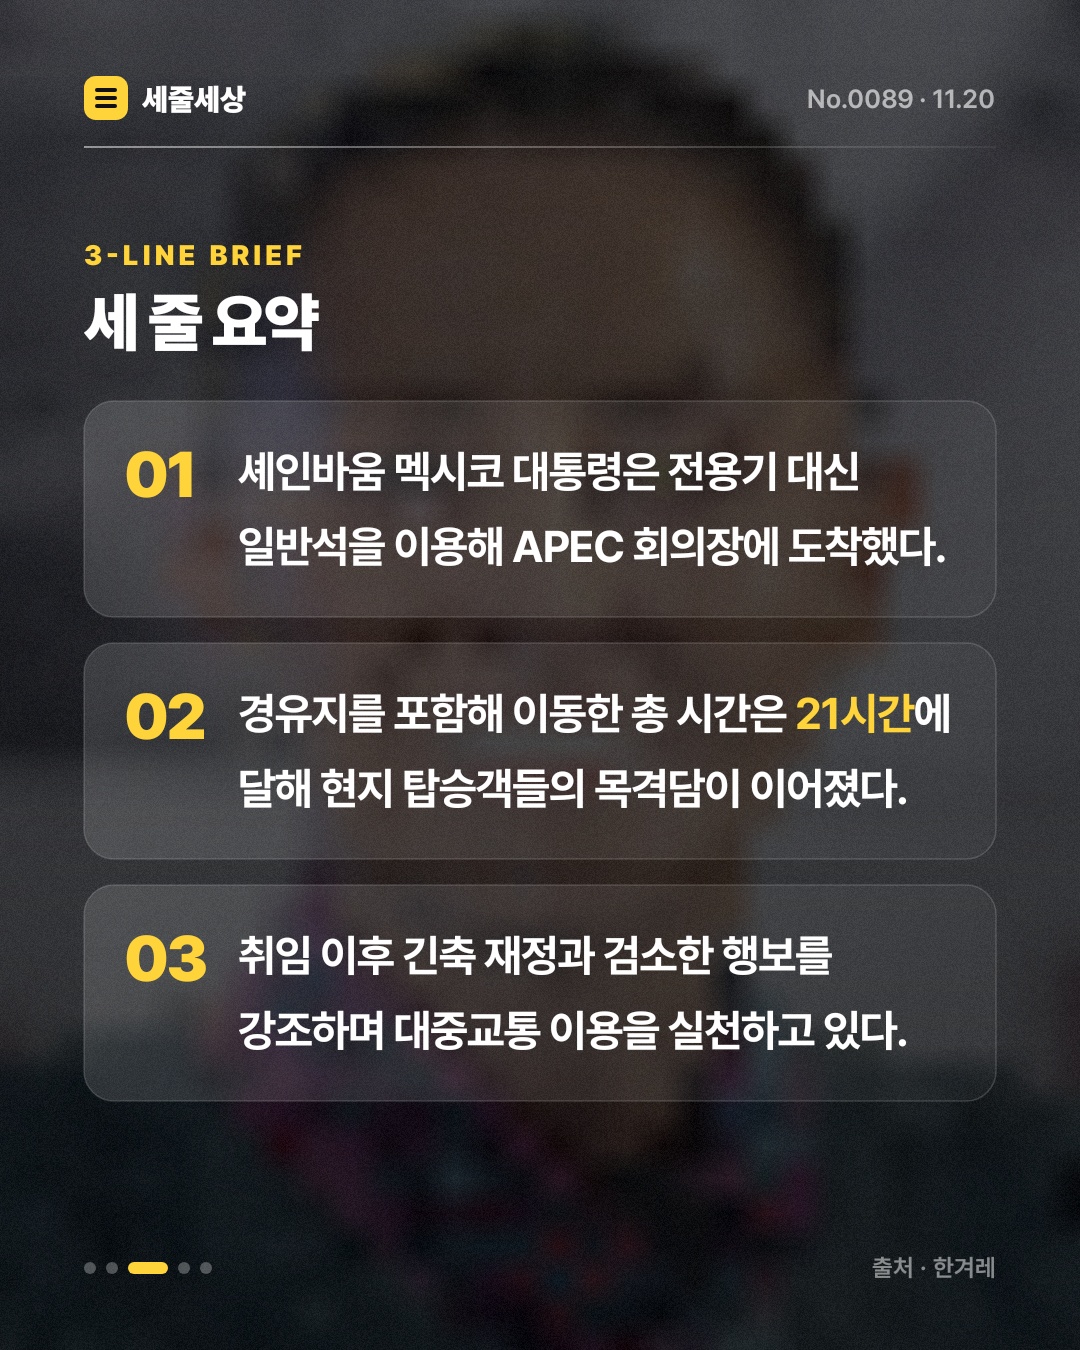 세줄세상
No.0089 · 11.20
3-LINE BRIEF
세 줄 요약
01
셰인바움 멕시코 대통령은 전용기 대신
일반석을 이용해 APEC 회의장에 도착했다.
02
경유지를 포함해 이동한 총 시간은 21시간에
달해 현지 탑승객들의 목격담이 이어졌다.
03
취임 이후 긴축 재정과 검소한 행보를
강조하며 대중교통 이용을 실천하고 있다.
출처 · 한겨레